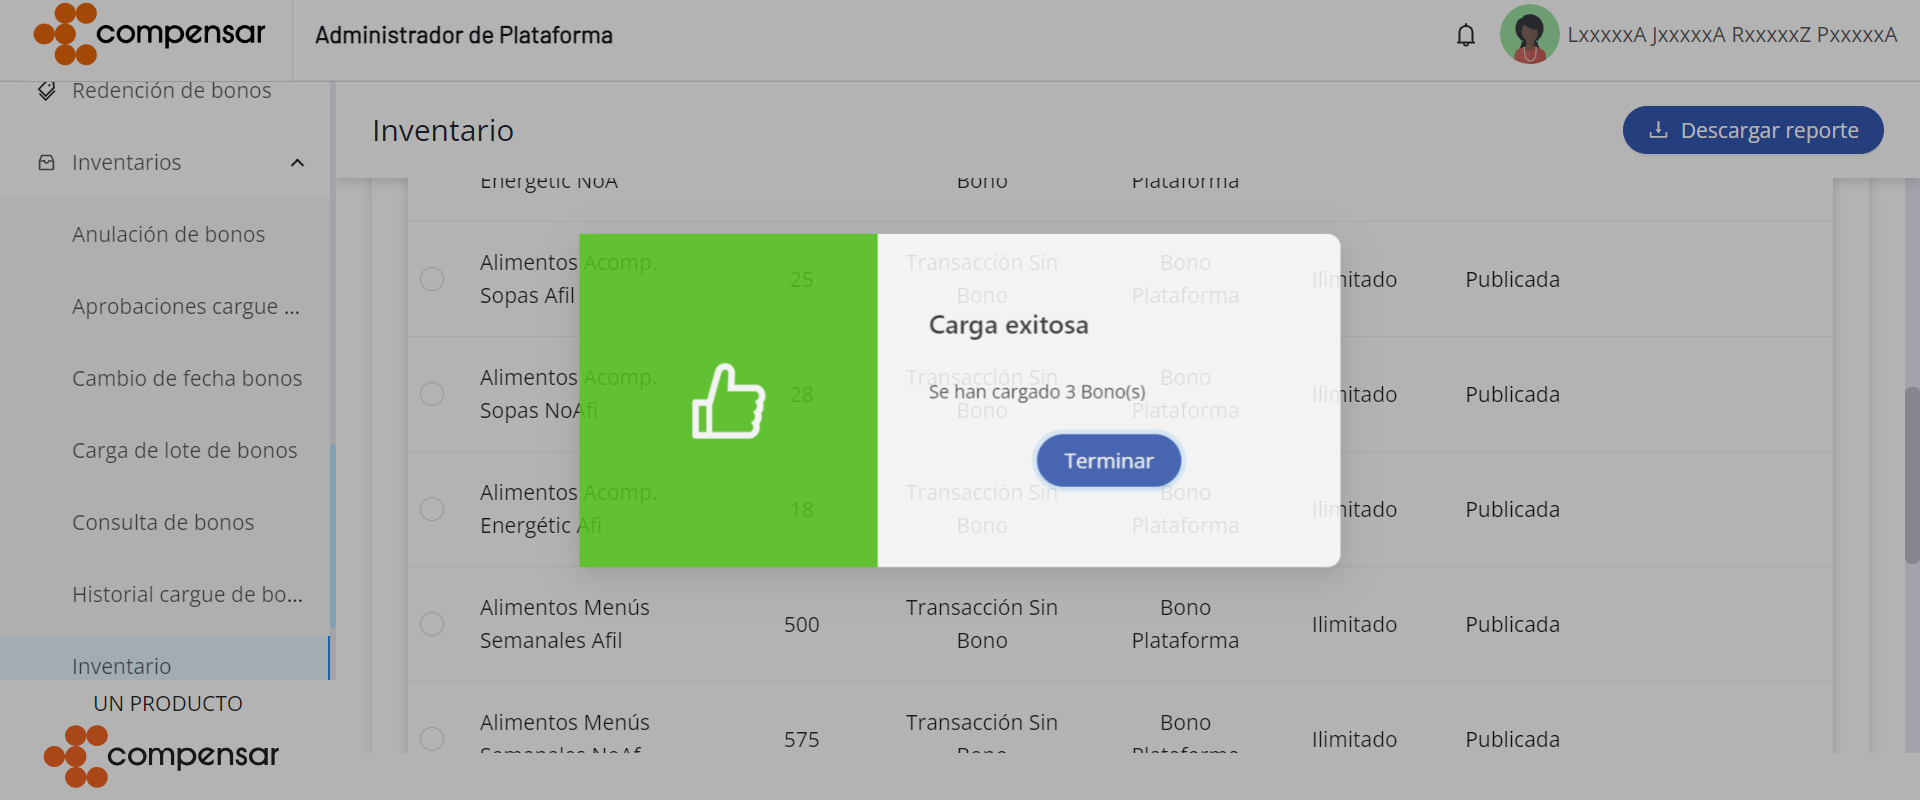 compensar
Administrador de Plataforma
LxxxxxA JxxxxxA RxxxxxZ PxxxxxA
Redención de bonos
Inventarios
Anulación de bonos
Aprobaciones cargue ...
Cambio de fecha bonos
Carga de lote de bonos
Consulta de bonos
Historial cargue de bo...
Inventario
UN PRODUCTO
compensar
Inventario
Descargar reporte
Energétic NoA Bono Plataforma
Alimentos Acomp. Transacción Sin Bono
Sopas Afil 25 Bono Plataforma Ilimitado Publicada
Alimentos Acomp. Transacción Sin Bono
Sopas NoAfi 28 Bono Plataforma Ilimitado Publicada
Alimentos Acomp. Transacción Sin Bono
Energétic Afi 18 Bono Plataforma Ilimitado Publicada
Alimentos Menús Transacción Sin Bono
Semanales Afil 500 Bono Plataforma Ilimitado Publicada
Alimentos Menús Transacción Sin Bono
Semanales NoAf 575 Bono Plataforma Ilimitado Publicada
Carga exitosa
Se han cargado 3 Bono(s)
Terminar